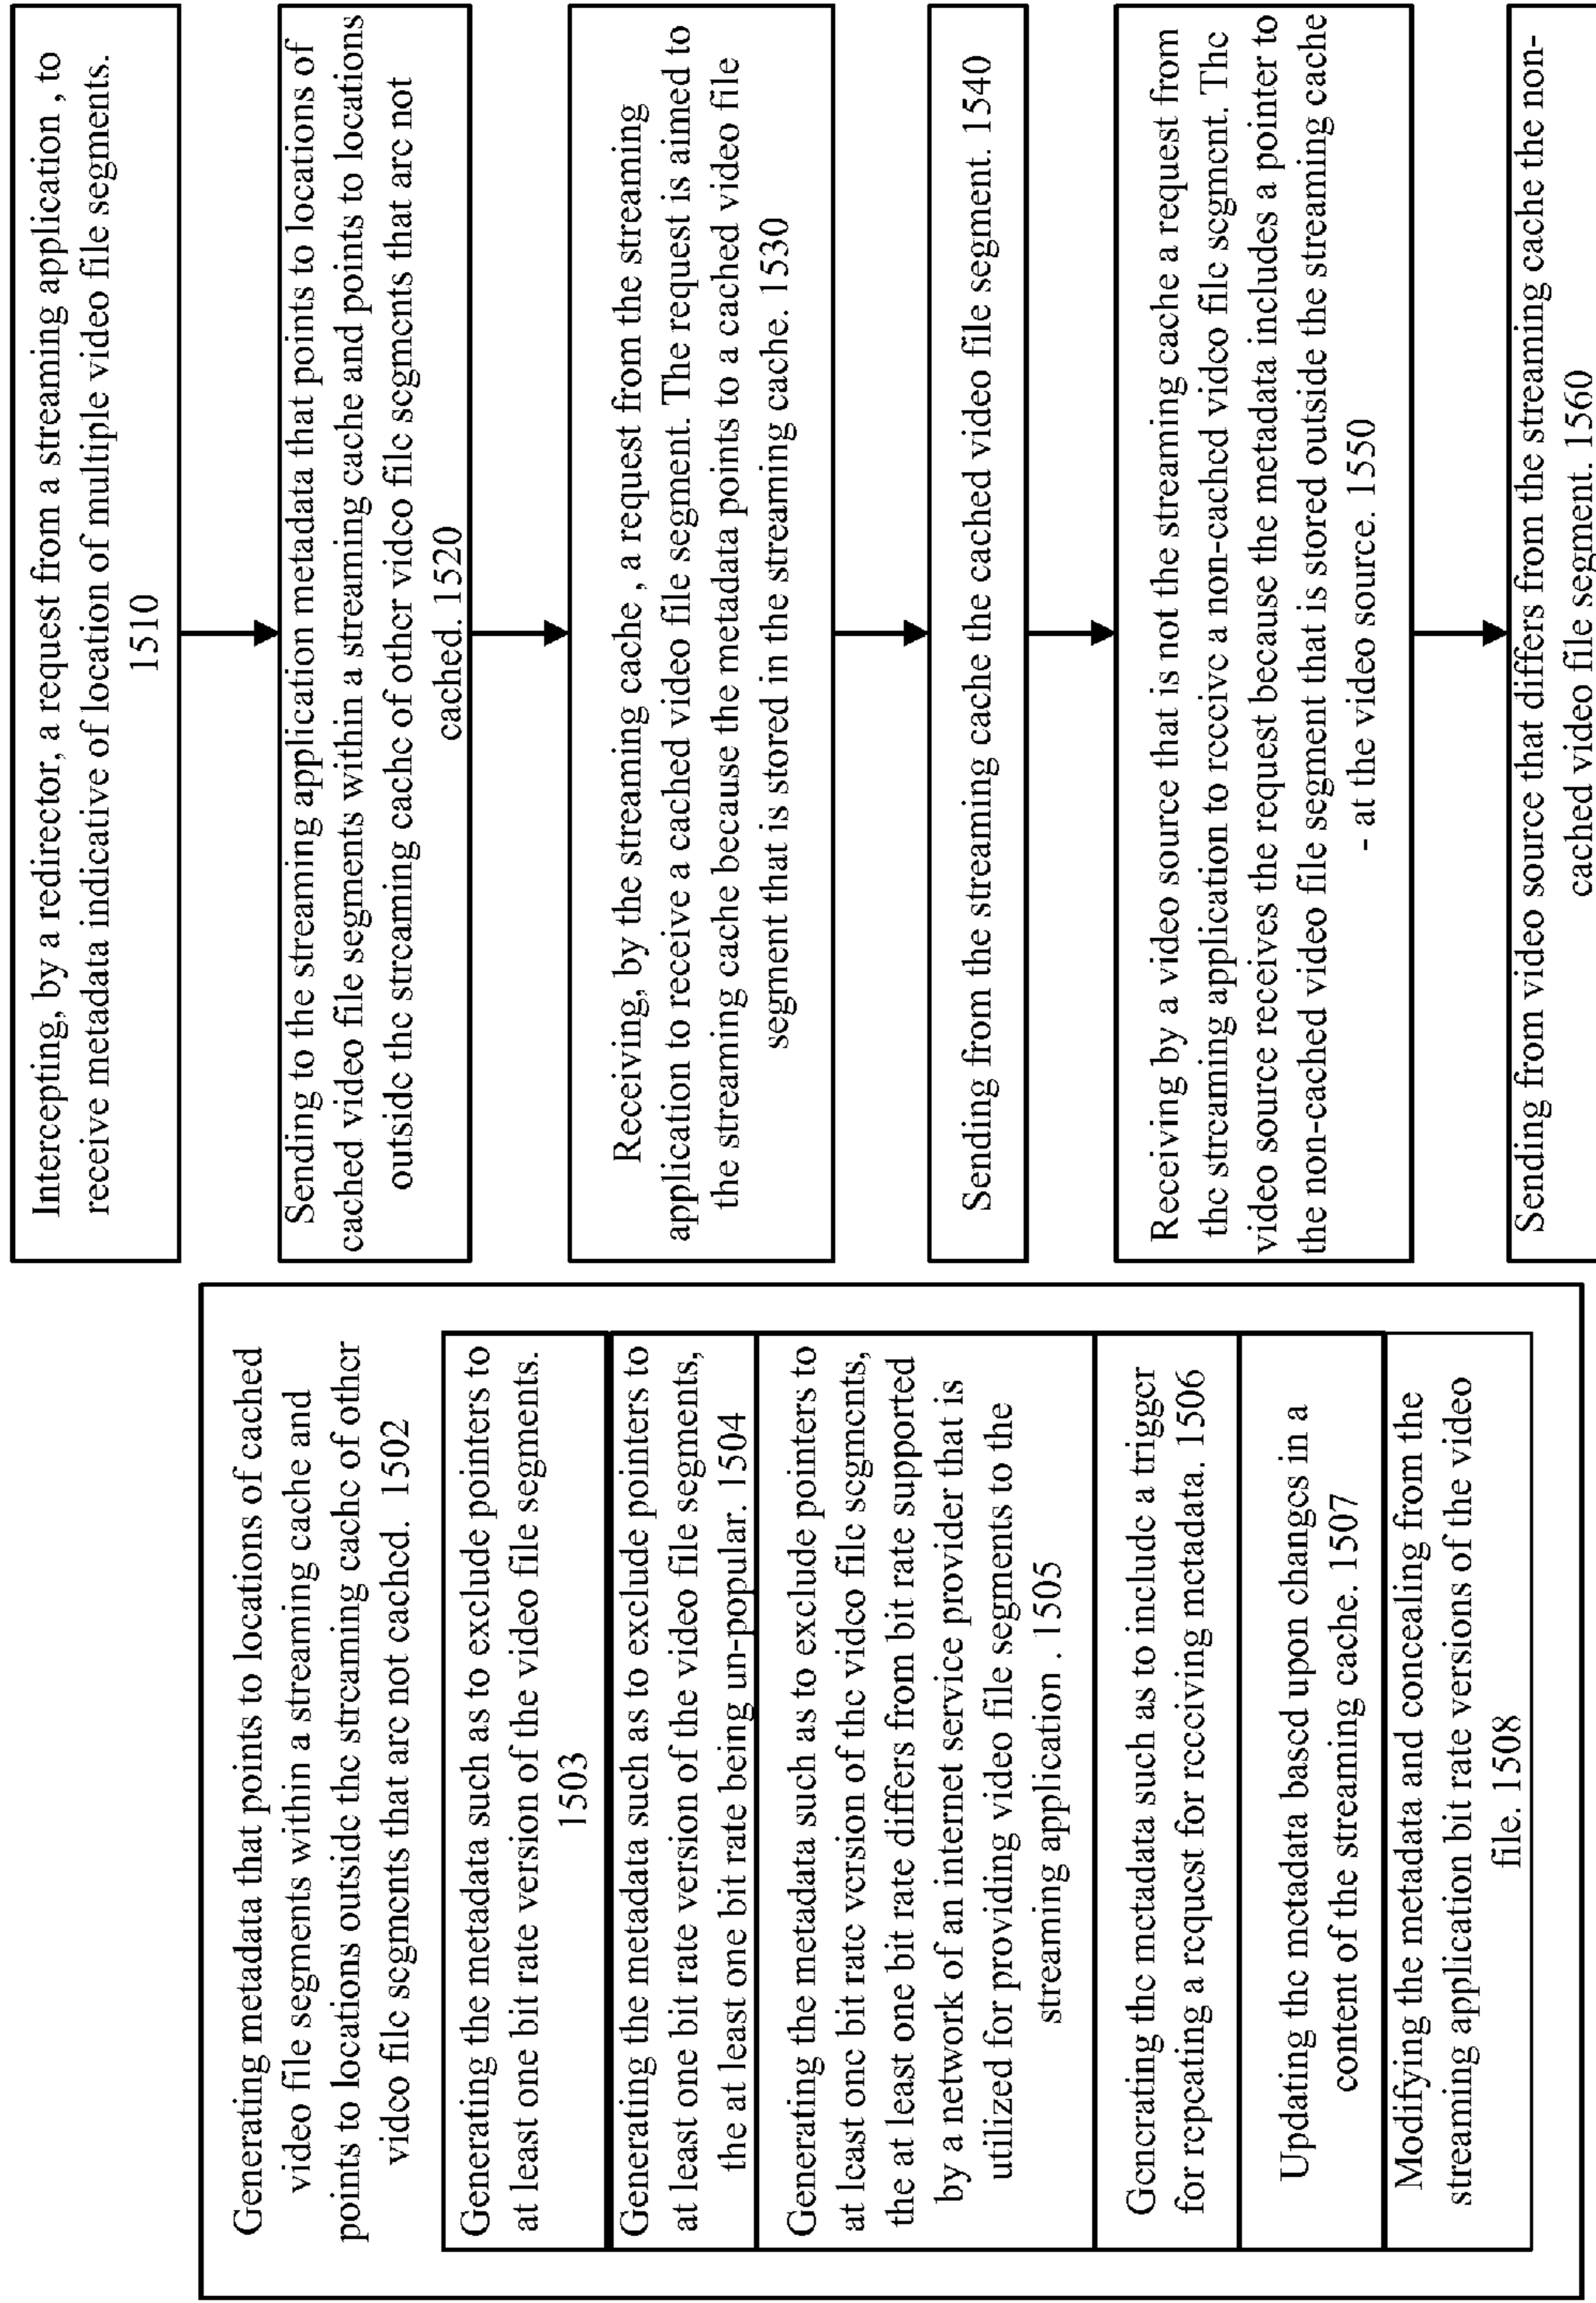 Intercepting, by a redirector, a request from a streaming application , to
receive metadata indicative of location of multiple video file segments.
1510
Sending to the streaming application metadata that points to locations of
cached video file segments within a streaming cache and points to locations
outside the streaming cache of other video file segments that are not
cached. 1520
Receiving, by the streaming cache , a request from the streaming
application to receive a cached video file segment. The request is aimed to
the streaming cache because the metadata points to a cached video file
segment that is stored in the streaming cache. 1530
Sending from the streaming cache the cached video file segment. 1540
Receiving by a video source that is not the streaming cache a request from
the streaming application to receive a non-cached video file segment. The
video source receives the request because the metadata includes a pointer to
the non-cached video file segment that is stored outside the streaming cache
- at the video source. 1550
Sending from video source that differs from the streaming cache the non-
cached video file segment. 1560
Generating metadata that points to locations of cached
video file segments within a streaming cache and
points to locations outside the streaming cache of other
video file segments that are not cached. 1502
Generating the metadata such as to exclude pointers to
at least one bit rate version of the video file segments.
1503
Generating the metadata such as to exclude pointers to
at least one bit rate version of the video file segments,
the at least one bit rate being un-popular. 1504
Generating the metadata such as to exclude pointers to
at least one bit rate version of the video file segments,
the at least one bit rate differs from bit rate supported
by a network of an internet service provider that is
utilized for providing video file segments to the
streaming application . 1505
Generating the metadata such as to include a trigger
for repeating a request for receiving metadata. 1506
Updating the metadata based upon changes in a
content of the streaming cache. 1507
Modifying the metadata and concealing from the
streaming application bit rate versions of the video
file. 1508